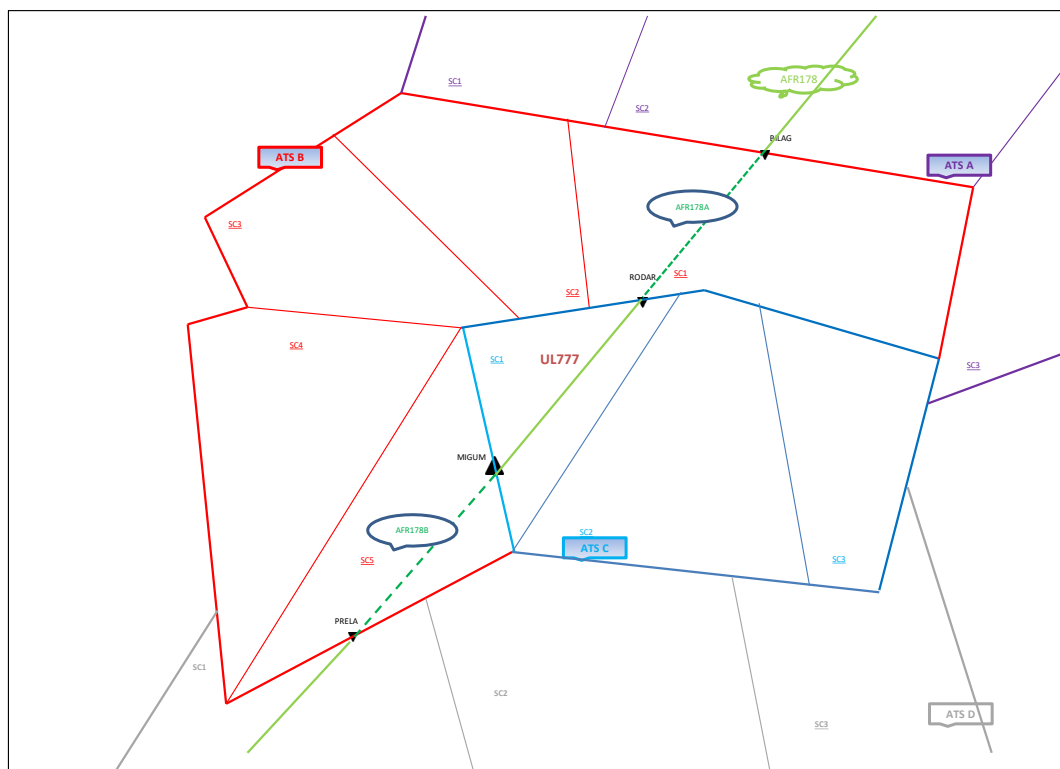 SC1
AFR178
SC2
BILAG
ATS B
ATS A
AFR178A
SC3
RODAR
SC1
SC2
SC4
SC1
UL777
SC3
MIGUM
AFR178B
SC2
ATS C
SC5
SC3
PRELA
SC1
SC2
ATS D
SC3